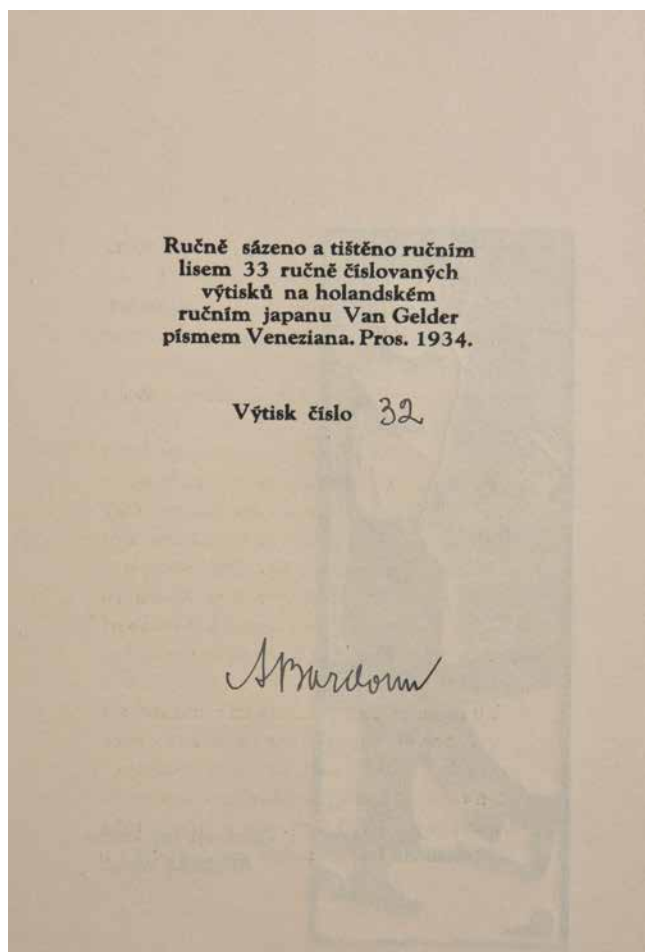 Ručně sázeno a tištěno ručním
lisem 33 ručně číslovaných
výtisků na holandském
ručním japanu Van Gelder
písmem Veneziana. Pros. 1934.
Výtisk číslo 32